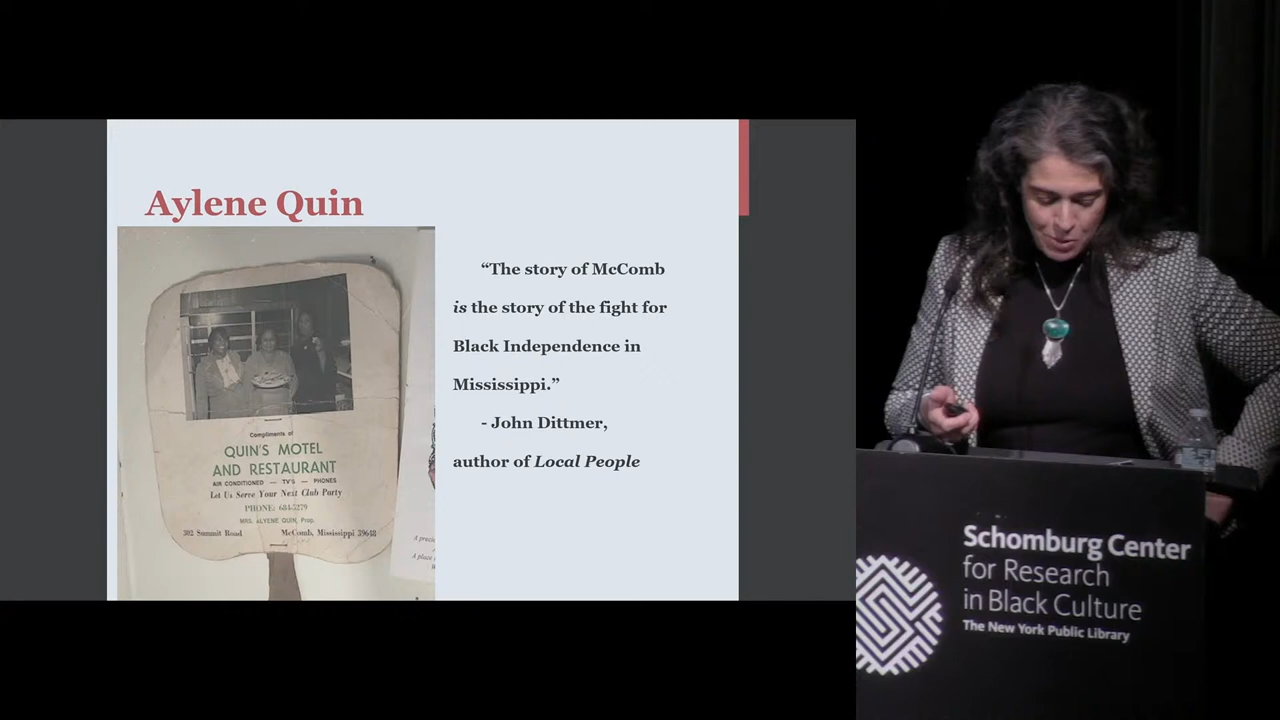 Aylene Quin
“The story of McComb
is the story of the fight for
Black Independence in
Mississippi.”
- John Dittmer,
author of Local People
Compliments of
QUIN'S MOTEL
AND RESTAURANT
AIR CONDITIONED — TV'S — PHONES
Let Us Serve Your Next Club Party
PHONE: 684-5279
MRS. ALYENE QUIN, Prop.
302 Summit Road McComb, Mississippi 39648
A place
Schomburg Center
for Research
in Black Culture
The New York Public Library